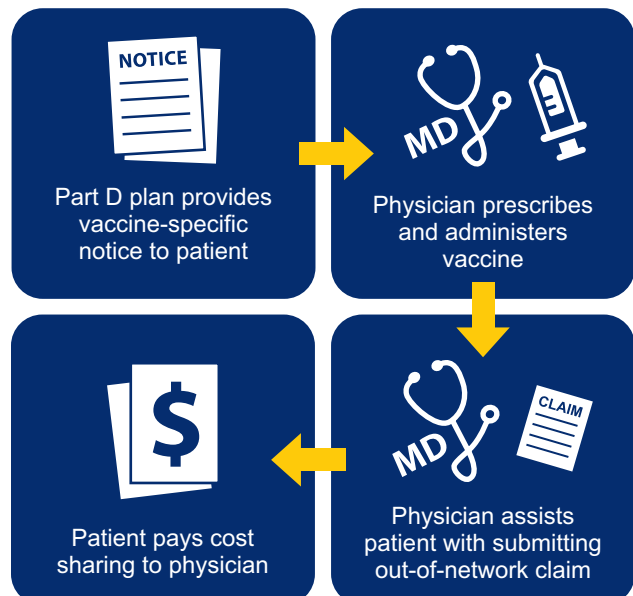 NOTICE
Part D plan provides
vaccine-specific
notice to patient
MD
Physician prescribes
and administers
vaccine
MD
CLAIM
Physician assists
patient with submitting
out-of-network claim
$
Patient pays cost
sharing to physician